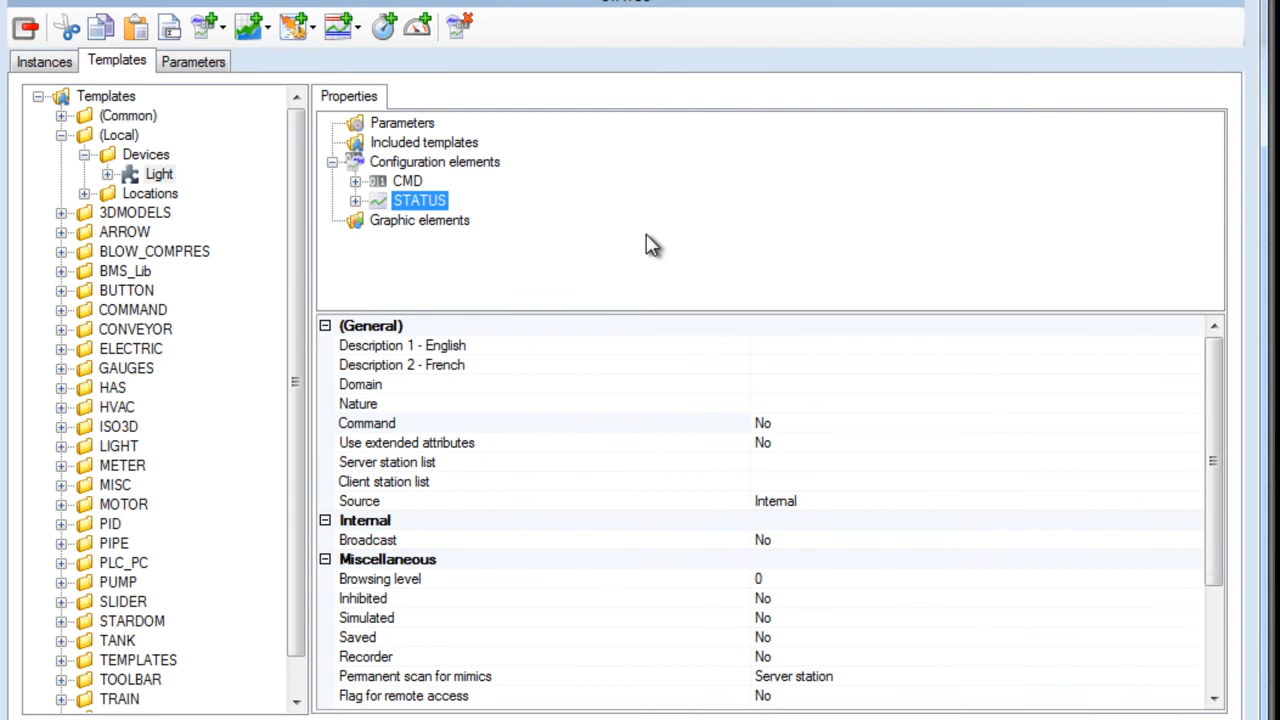 Instances
Templates
Parameters
Templates
(Common)
(Local)
Devices
Light
Locations
3DMODELS
ARROW
BLOW_COMPRES
BMS_Lib
BUTTON
COMMAND
CONVEYOR
ELECTRIC
GAUGES
HAS
HVAC
ISO3D
LIGHT
METER
MISC
MOTOR
PID
PIPE
PLC_PC
PUMP
SLIDER
STARDOM
TANK
TEMPLATES
TOOLBAR
TRAIN
Properties
Parameters
Included templates
Configuration elements
CMD
STATUS
Graphic elements
(General)
Description 1 - English
Description 2 - French
Domain
Nature
Command No
Use extended attributes No
Server station list
Client station list
Source Internal
Internal
Broadcast No
Miscellaneous
Browsing level 0
Inhibited No
Simulated No
Saved No
Recorder No
Permanent scan for mimics Server station
Flag for remote access No